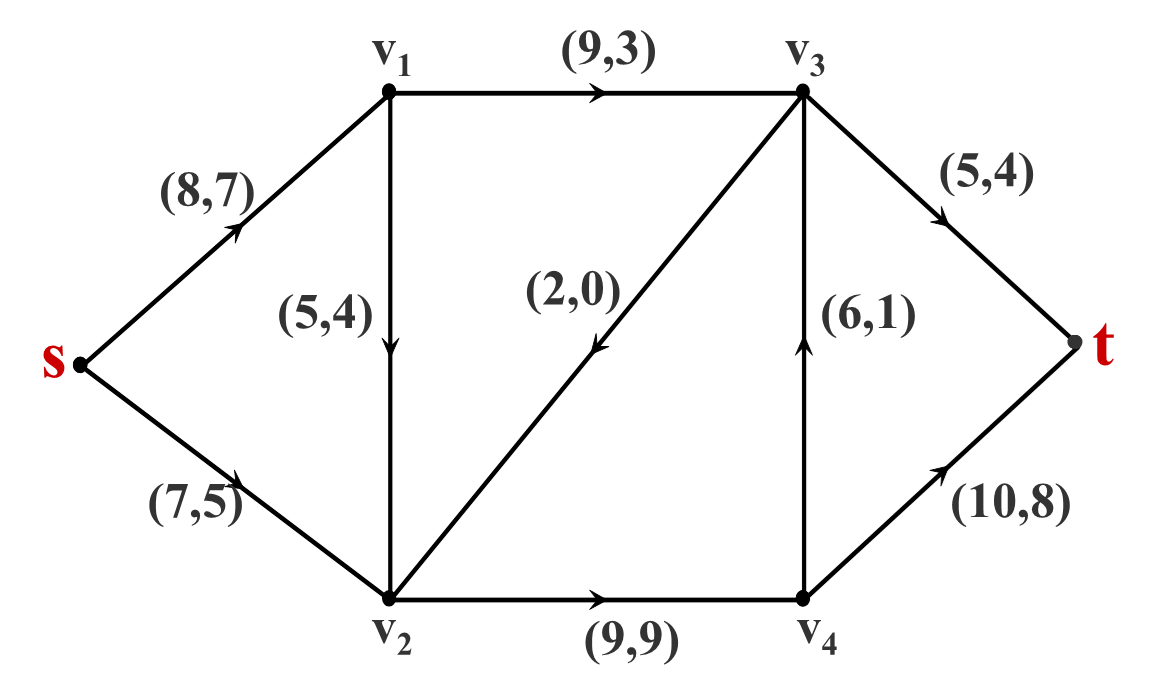 v₁
(9,3)
v₃
(8,7)
(5,4)
(5,4)
(2,0)
(6,1)
s
t
(7,5)
(10,8)
v₂
(9,9)
v₄